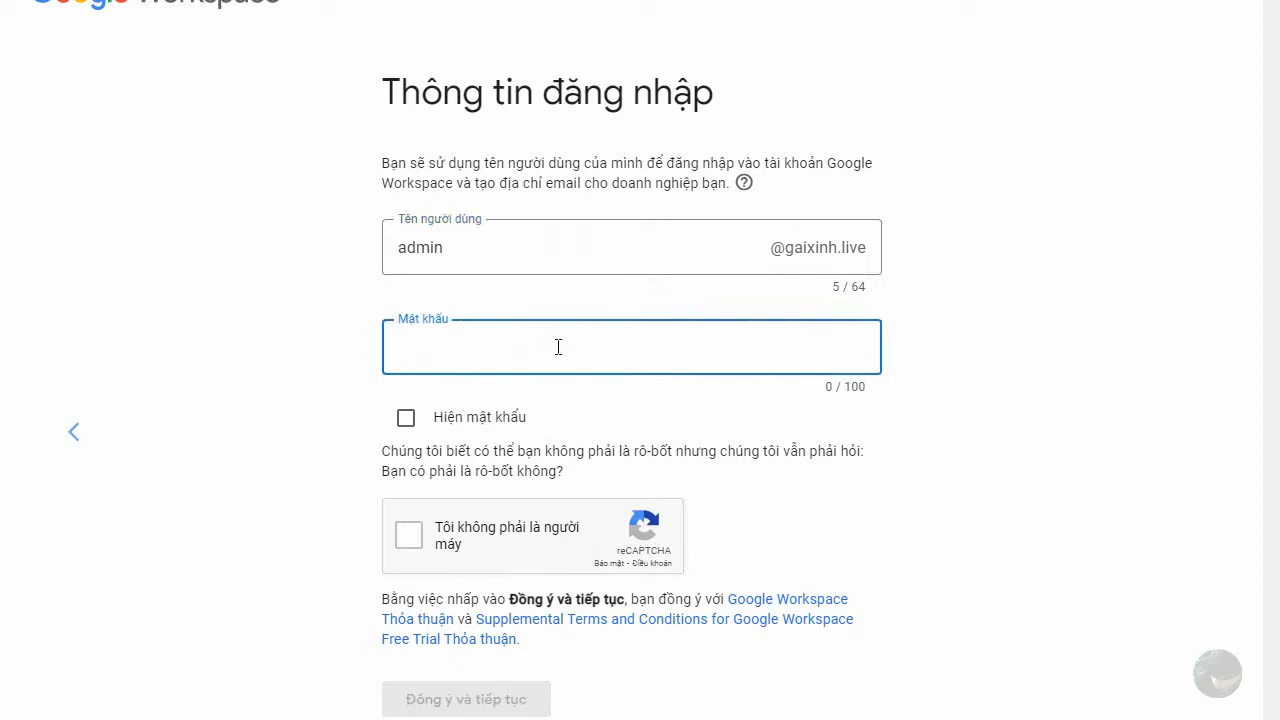 Google Workspace
Thông tin đăng nhập
Bạn sẽ sử dụng tên người dùng của mình để đăng nhập vào tài khoản Google
Workspace và tạo địa chỉ email cho doanh nghiệp bạn.
Tên người dùng
admin @gaixinh.live
5 / 64
Mật khẩu
0 / 100
Hiện mật khẩu
Chúng tôi biết có thể bạn không phải là rô-bốt nhưng chúng tôi vẫn phải hỏi:
Bạn có phải là rô-bốt không?
Tôi không phải là người
máy
reCAPTCHA
Bảo mật - Điều khoản
Bằng việc nhấp vào Đồng ý và tiếp tục, bạn đồng ý với Google Workspace
Thỏa thuận và Supplemental Terms and Conditions for Google Workspace
Free Trial Thỏa thuận.
Đồng ý và tiếp tục